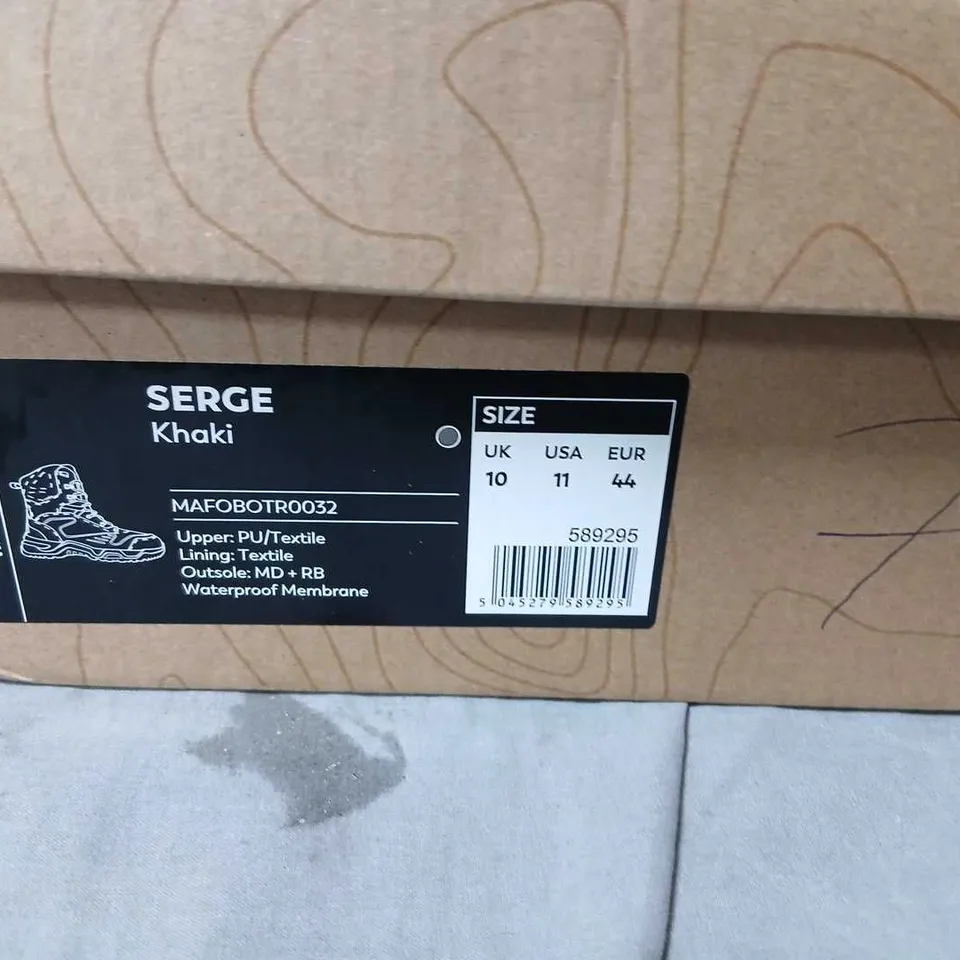 SERGE
Khaki
MAFOBOTR0032
Upper: PU/Textile
Lining: Textile
Outsole: MD + RB
Waterproof Membrane
SIZE
UK USA EUR
10 11 44
589295
5 045279 589295